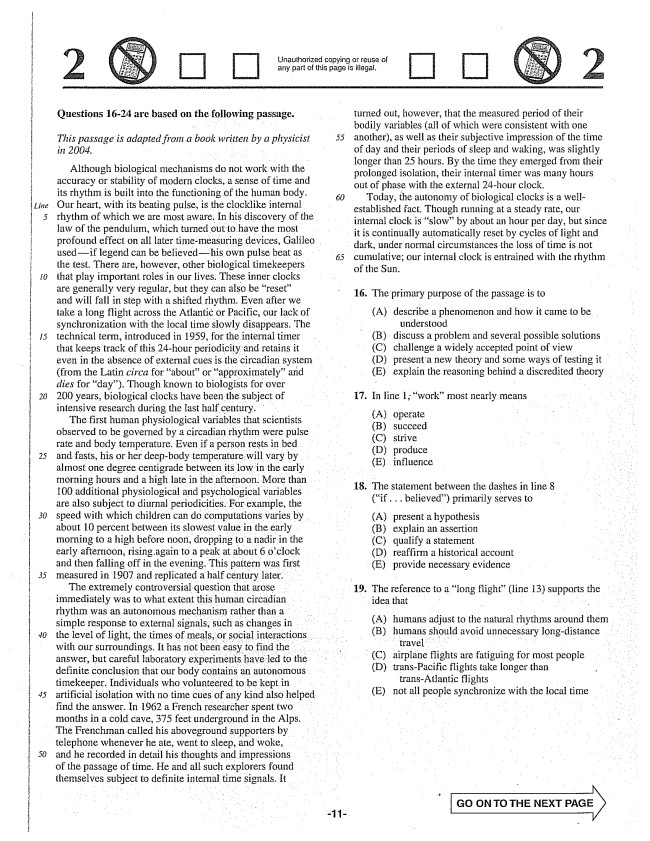 2
Unauthorized copying or reuse of
any part of this page is illegal.
2
Questions 16-24 are based on the following passage.
This passage is adapted from a book written by a physicist
in 2004.
Although biological mechanisms do not work with the
accuracy or stability of modern clocks, a sense of time and
its rhythm is built into the functioning of the human body.
Line Our heart, with its beating pulse, is the clocklike internal
5 rhythm of which we are most aware. In his discovery of the
law of the pendulum, which turned out to have the most
profound effect on all later time-measuring devices, Galileo
used—if legend can be believed—his own pulse beat as
the test. There are, however, other biological timekeepers
10 that play important roles in our lives. These inner clocks
are generally very regular, but they can also be “reset”
and will fall in step with a shifted rhythm. Even after we
take a long flight across the Atlantic or Pacific, our lack of
synchronization with the local time slowly disappears. The
15 technical term, introduced in 1959, for the internal timer
that keeps track of this 24-hour periodicity and retains it
even in the absence of external cues is the circadian system
(from the Latin circa for “about” or “approximately” and
dies for “day”). Though known to biologists for over
20 200 years, biological clocks have been the subject of
intensive research during the last half century.
The first human physiological variables that scientists
observed to be governed by a circadian rhythm were pulse
rate and body temperature. Even if a person rests in bed
25 and fasts, his or her deep-body temperature will vary by
almost one degree centigrade between its low in the early
morning hours and a high late in the afternoon. More than
100 additional physiological and psychological variables
are also subject to diurnal periodicities. For example, the
30 speed with which children can do computations varies by
about 10 percent between its slowest value in the early
morning to a high before noon, dropping to a nadir in the
early afternoon, rising again to a peak at about 6 o’clock
and then falling off in the evening. This pattern was first
35 measured in 1907 and replicated a half century later.
The extremely controversial question that arose
immediately was to what extent this human circadian
rhythm was an autonomous mechanism rather than a
simple response to external signals, such as changes in
40 the level of light, the times of meals, or social interactions
with our surroundings. It has not been easy to find the
answer, but careful laboratory experiments have led to the
definite conclusion that our body contains an autonomous
timekeeper. Individuals who volunteered to be kept in
45 artificial isolation with no time cues of any kind also helped
find the answer. In 1962 a French researcher spent two
months in a cold cave, 375 feet underground in the Alps.
The Frenchman called his aboveground supporters by
telephone whenever he ate, went to sleep, and woke,
50 and he recorded in detail his thoughts and impressions
of the passage of time. He and all such explorers found
themselves subject to definite internal time signals. It
turned out, however, that the measured period of their
bodily variables (all of which were consistent with one
55 another), as well as their subjective impression of the time
of day and their periods of sleep and waking, was slightly
longer than 25 hours. By the time they emerged from their
prolonged isolation, their internal timer was many hours
out of phase with the external 24-hour clock.
60 Today, the autonomy of biological clocks is a well-
established fact. Though running at a steady rate, our
internal clock is “slow” by about an hour per day, but since
it is continually automatically reset by cycles of light and
dark, under normal circumstances the loss of time is not
65 cumulative; our internal clock is entrained with the rhythm
of the Sun.
16. The primary purpose of the passage is to
(A) describe a phenomenon and how it came to be
understood
(B) discuss a problem and several possible solutions
(C) challenge a widely accepted point of view
(D) present a new theory and some ways of testing it
(E) explain the reasoning behind a discredited theory
17. In line 1, “work” most nearly means
(A) operate
(B) succeed
(C) strive
(D) produce
(E) influence
18. The statement between the dashes in line 8
(“if . . . believed”) primarily serves to
(A) present a hypothesis
(B) explain an assertion
(C) qualify a statement
(D) reaffirm a historical account
(E) provide necessary evidence
19. The reference to a “long flight” (line 13) supports the
idea that
(A) humans adjust to the natural rhythms around them
(B) humans should avoid unnecessary long-distance
travel
(C) airplane flights are fatiguing for most people
(D) trans-Pacific flights take longer than
trans-Atlantic flights
(E) not all people synchronize with the local time
GO ON TO THE NEXT PAGE
-11-